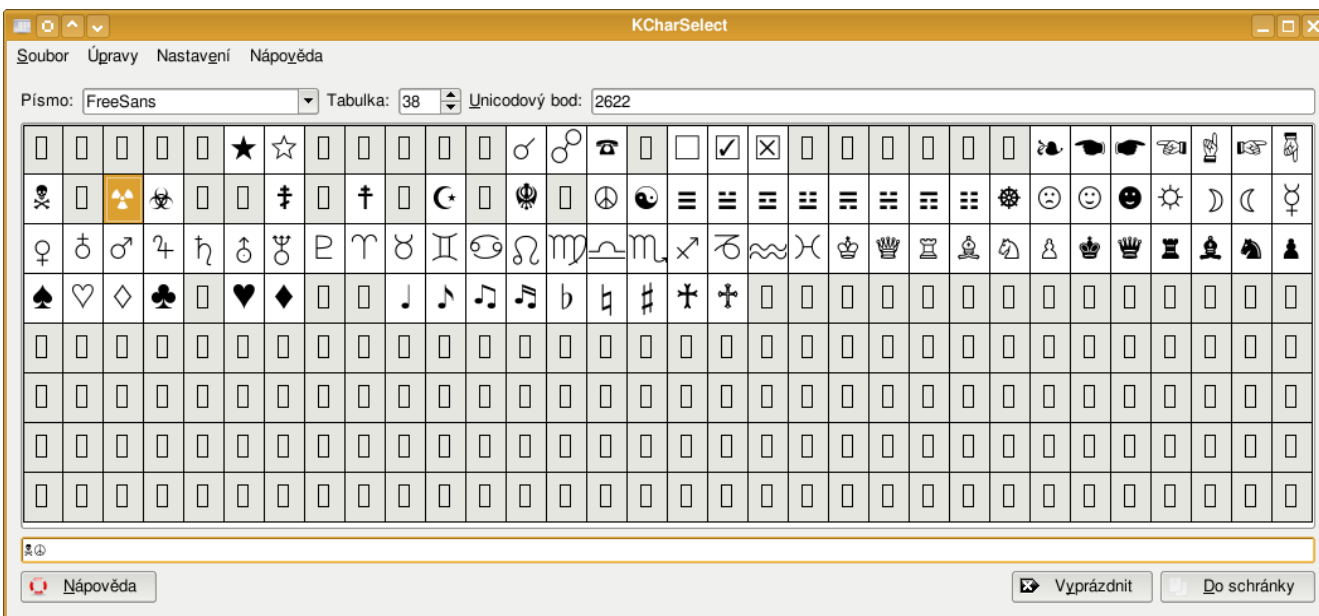 KCharSelect
Soubor Úpravy Nastavení Nápověda
Písmo: FreeSans Tabulka: 38 Unicodový bod: 2622
★ ☆ ☌ ☍ ☎ ☐ ☑ ☒ ☙ ☚ ☛ ☜ ☝ ☞ ☟
☠ ☢ ☣ ☦ ☨ ☪ ☬ ☮ ☯ ☰ ☱ ☲ ☳ ☴ ☵ ☶ ☷ ☸ ☹ ☺ ☻ ☼ ☽ ☾ ☿
♀ ♁ ♂ ♃ ♄ ♅ ♆ ♇ ♈ ♉ ♊ ♋ ♌ ♍ ♎ ♏ ♐ ♑ ♒ ♓ ♔ ♕ ♖ ♗ ♘ ♙ ♚ ♛ ♜ ♝ ♞ ♟
♠ ♡ ♢ ♣ ♥ ♦ ♩ ♪ ♫ ♬ ♭ ♮ ♯ ♰ ♱
☠☮
Nápověda Vyprázdnit Do schránky